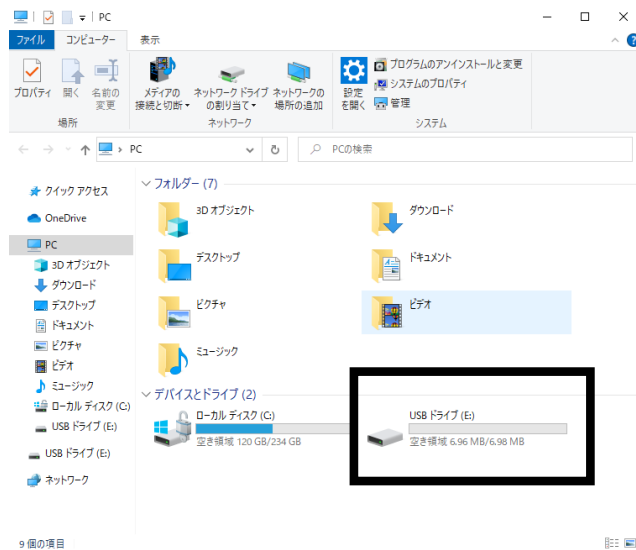 PC
ファイル コンピューター 表示
プロパティ 開く 名前の変更
場所
メディアの接続と切断 ネットワーク ドライブの割り当て ネットワークの場所の追加
ネットワーク
設定を開く
プログラムのアンインストールと変更
システムのプロパティ
管理
システム
PC
PCの検索
クイック アクセス
OneDrive
PC
3D オブジェクト
ダウンロード
デスクトップ
ドキュメント
ピクチャ
ビデオ
ミュージック
ローカル ディスク (C:)
USB ドライブ (E:)
USB ドライブ (E:)
ネットワーク
フォルダー (7)
3D オブジェクト
ダウンロード
デスクトップ
ドキュメント
ピクチャ
ビデオ
ミュージック
デバイスとドライブ (2)
ローカル ディスク (C:)
空き領域 120 GB/234 GB
USB ドライブ (E:)
空き領域 6.96 MB/6.98 MB
9 個の項目